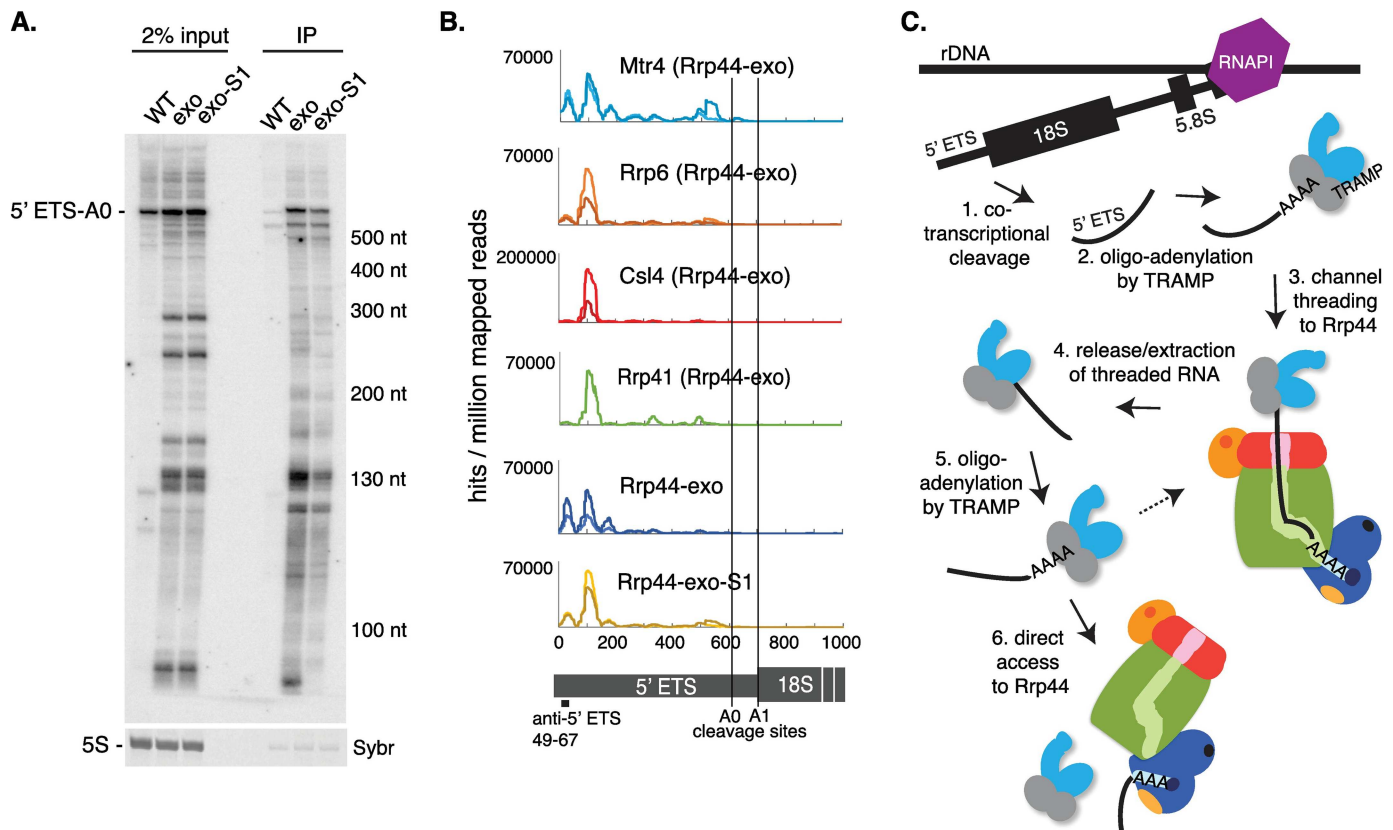 A.
2% input
IP
WT
exo
exo-S1
WT
exo
exo-S1
5' ETS-A0 -
500 nt
400 nt
300 nt
200 nt
130 nt
100 nt
5S -
Sybr
B.
hits / million mapped reads
70000
Mtr4 (Rrp44-exo)
70000
Rrp6 (Rrp44-exo)
200000
Csl4 (Rrp44-exo)
70000
Rrp41 (Rrp44-exo)
70000
Rrp44-exo
70000
Rrp44-exo-S1
0 200 400 600 800 1000
5' ETS
18S
anti-5' ETS
49-67
A0 A1
cleavage sites
C.
rDNA
RNAPI
5' ETS
18S
5.8S
1. co-
transcriptional
cleavage
5' ETS
2. oligo-adenylation
by TRAMP
AAAA
TRAMP
3. channel
threading
to Rrp44
4. release/extraction
of threaded RNA
AAAA
5. oligo-
adenylation
by TRAMP
AAAA
6. direct
access
to Rrp44
AAA